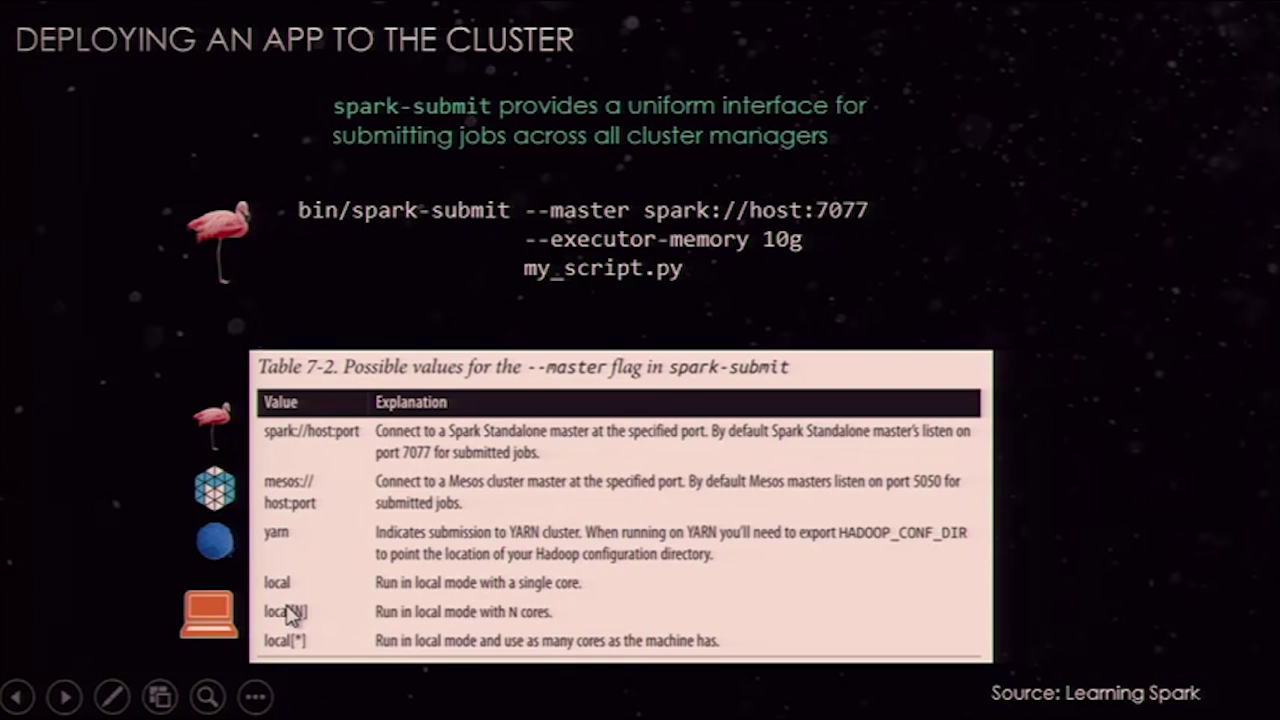 DEPLOYING AN APP TO THE CLUSTER
spark-submit provides a uniform interface for
submitting jobs across all cluster managers
bin/spark-submit --master spark://host:7077
--executor-memory 10g
my_script.py
Table 7-2. Possible values for the --master flag in spark-submit
Value Explanation
spark://host:port Connect to a Spark Standalone master at the specified port. By default Spark Standalone master's listen on
port 7077 for submitted jobs.
mesos:// Connect to a Mesos cluster master at the specified port. By default Mesos masters listen on port 5050 for
host:port submitted jobs.
yarn Indicates submission to YARN cluster. When running on YARN you'll need to export HADOOP_CONF_DIR
to point the location of your Hadoop configuration directory.
local Run in local mode with a single core.
local[N] Run in local mode with N cores.
local[*] Run in local mode and use as many cores as the machine has.
Source: Learning Spark